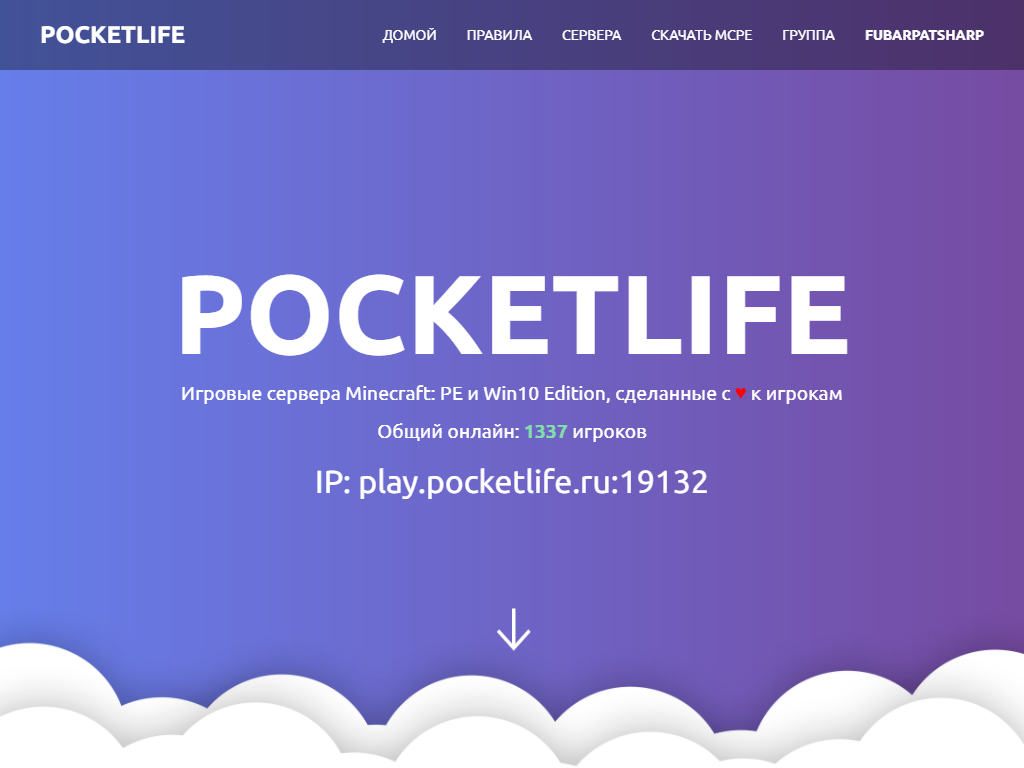 POCKETLIFE
ДОМОЙ ПРАВИЛА СЕРВЕРА СКАЧАТЬ MCPE ГРУППА FUBARPATSHARP
POCKETLIFE
Игровые сервера Minecraft: PE и Win10 Edition, сделанные с ♥ к игрокам
Общий онлайн: 1337 игроков
IP: play.pocketlife.ru:19132